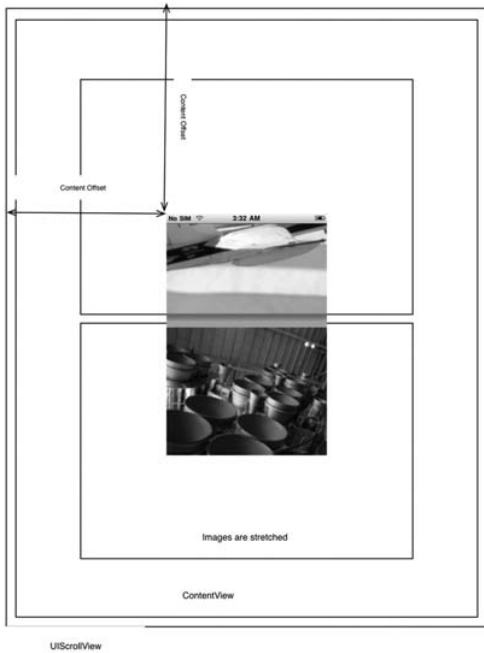 Content Offset
Content Offset
No SIM 3:32 AM
Images are stretched
ContentView
UIScrollView